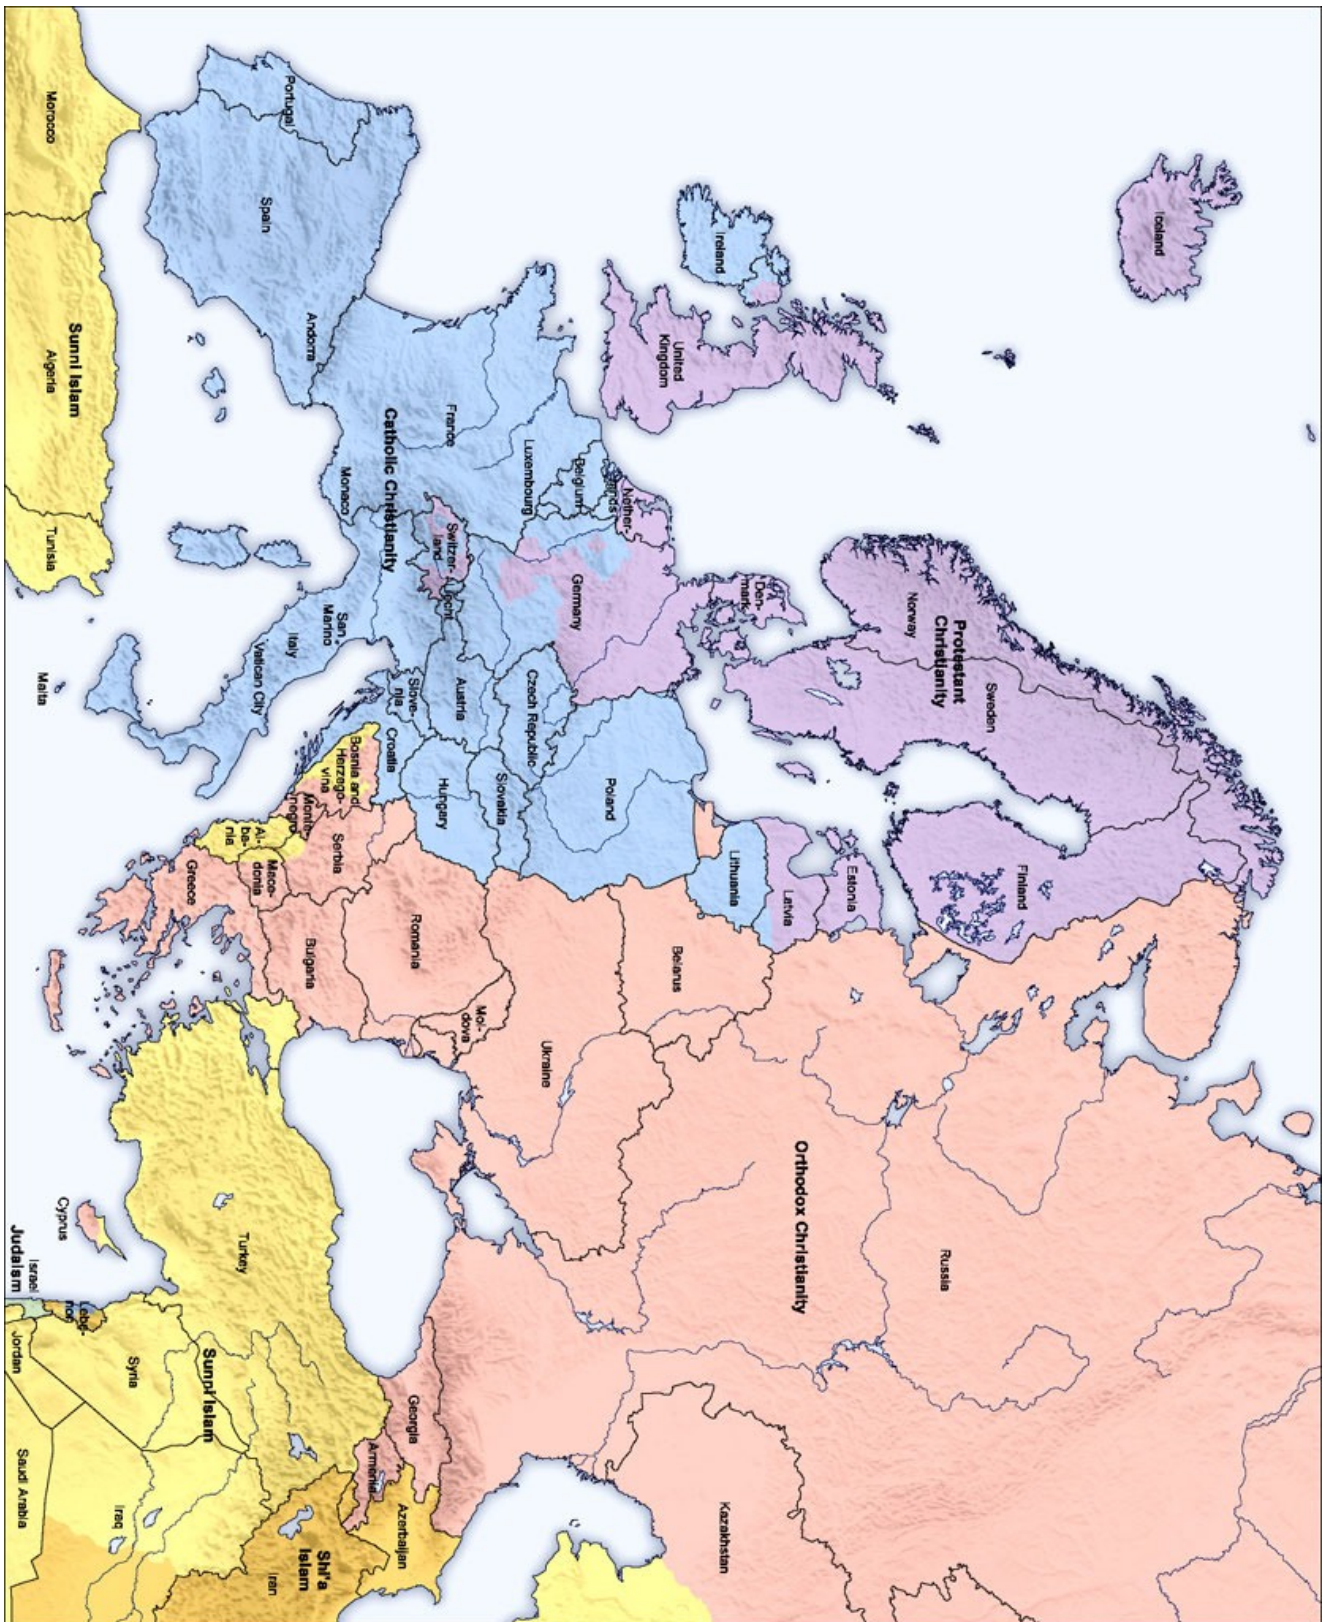 Iceland
Finland
Sweden
Protestant
Christianity
Norway
Russia
Estonia
Orthodox Christianity
Latvia
Den-
mark
Lithuania
Kazakhstan
Ireland
Belarus
United
Kingdom
Nether-
lands
Poland
Germany
Belgium
Ukraine
Luxembourg
Czech Republic
Slovakia
Mol-
dova
France
Switzer-
land
Austria
Hungary
Romania
Slove-
nia
Georgia
Azerbaijan
Catholic Christianity
Croatia
Armenia
Bosnia and
Herzego-
vina
Monaco
San
Marino
Serbia
Monte-
negro
Bulgaria
Andorra
Shi'a
Islam
Iran
Portugal
Spain
Italy
Vatican City
Mace-
donia
Al-
ba-
nia
Turkey
Sunni Islam
Greece
Syria
Iraq
Leba-
non
Cyprus
Israel
Judaism
Jordan
Saudi Arabia
Malta
Sunni Islam
Morocco
Algeria
Tunisia